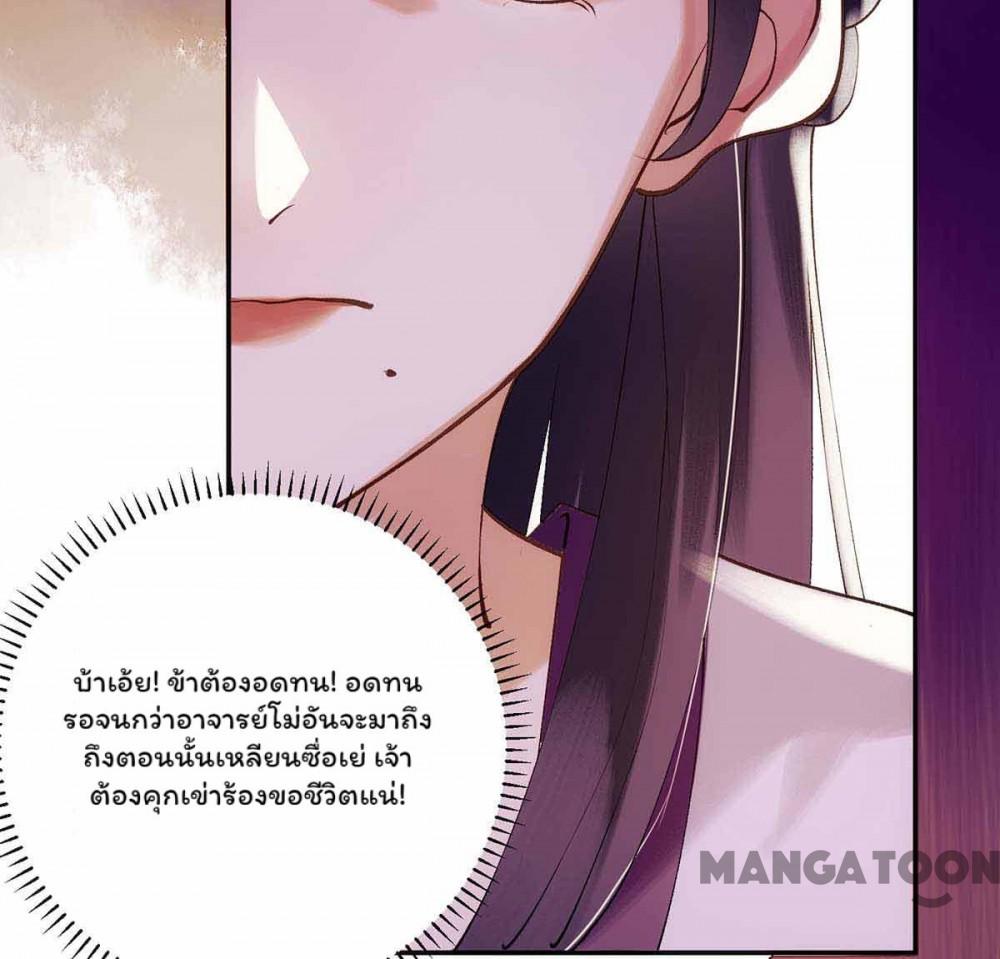 บ้าเอ้ย! ข้าต้องอดทน! อดทน
รอจนกว่าอาจารย์โม่อันจะมาถึง
ถึงตอนนั้นเหลียนซื่อเย่ เจ้า
ต้องคุกเข่าร้องขอชีวิตแน่!
MANGATOON